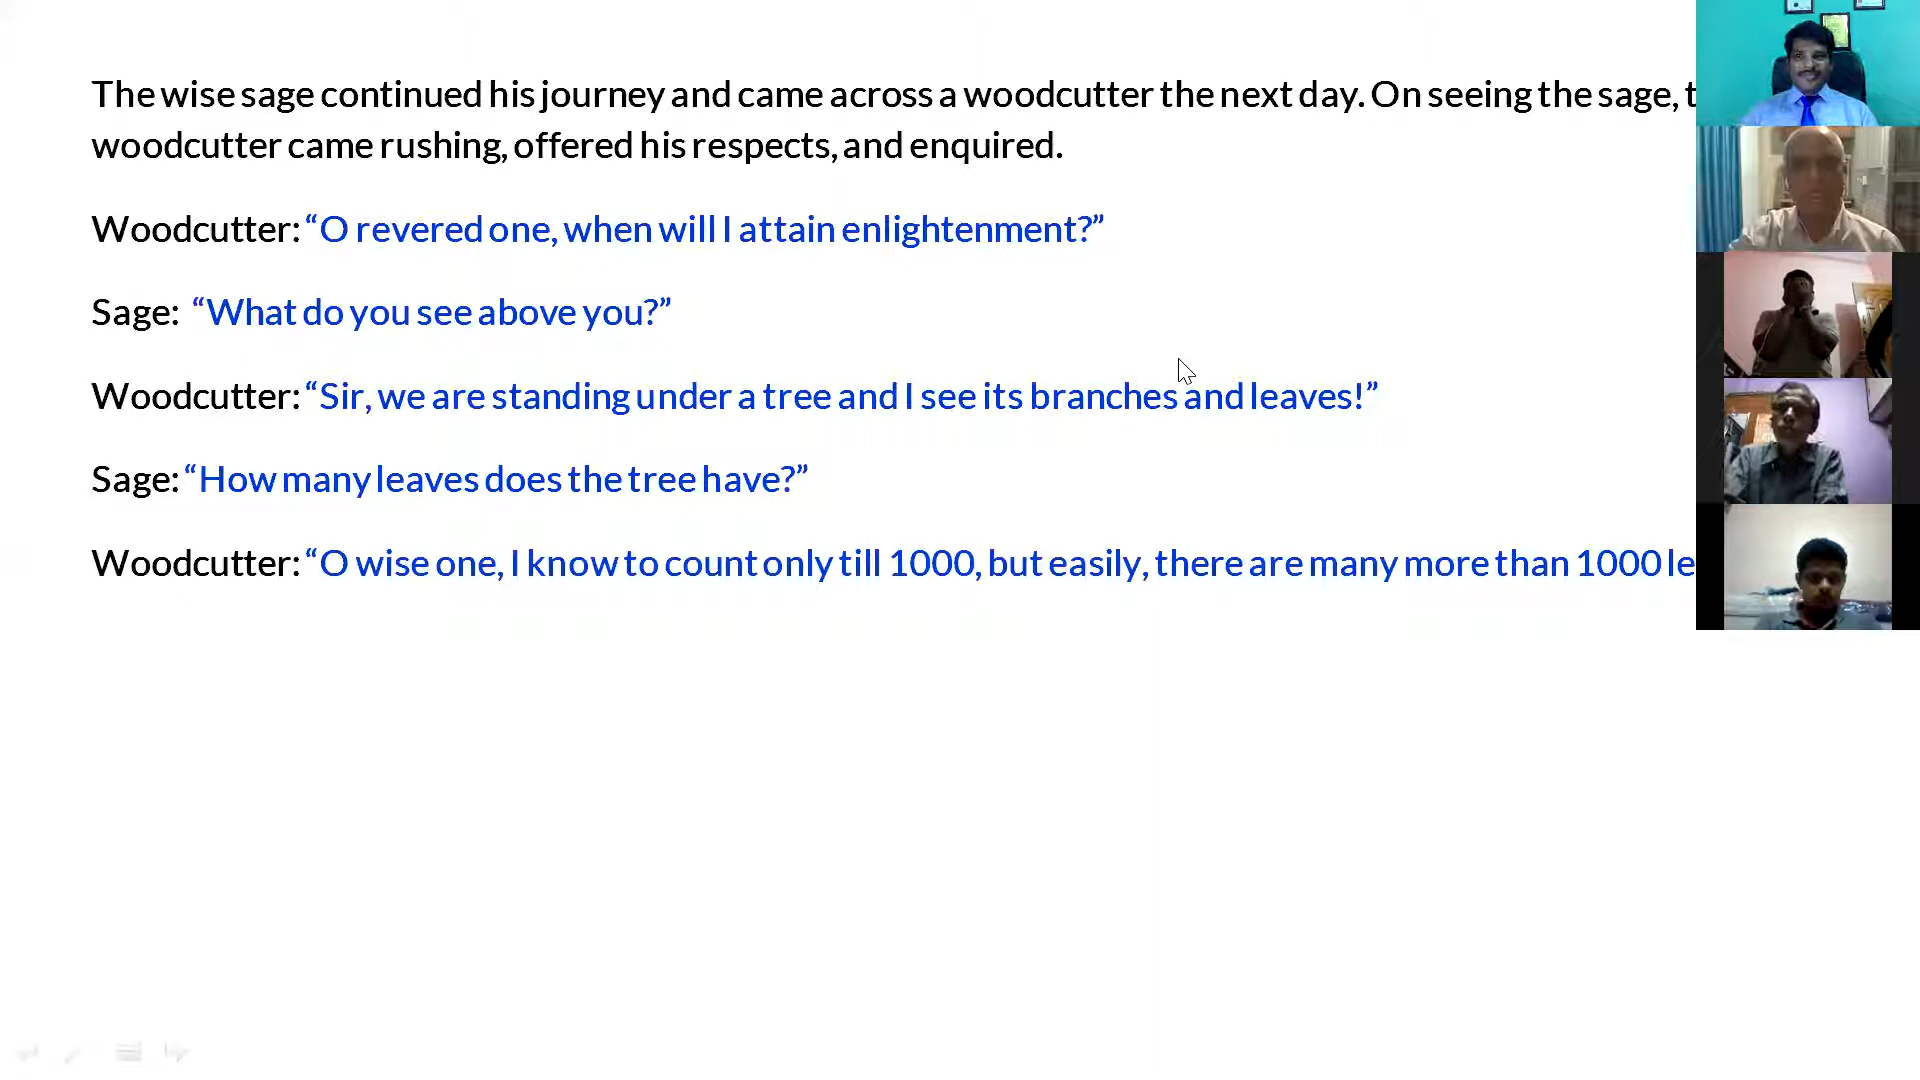 The wise sage continued his journey and came across a woodcutter the next day. On seeing the sage, t
woodcutter came rushing, offered his respects, and enquired.
Woodcutter: “O revered one, when will I attain enlightenment?”
Sage: “What do you see above you?”
Woodcutter: “Sir, we are standing under a tree and I see its branches and leaves!”
Sage: “How many leaves does the tree have?”
Woodcutter: “O wise one, I know to count only till 1000, but easily, there are many more than 1000 le